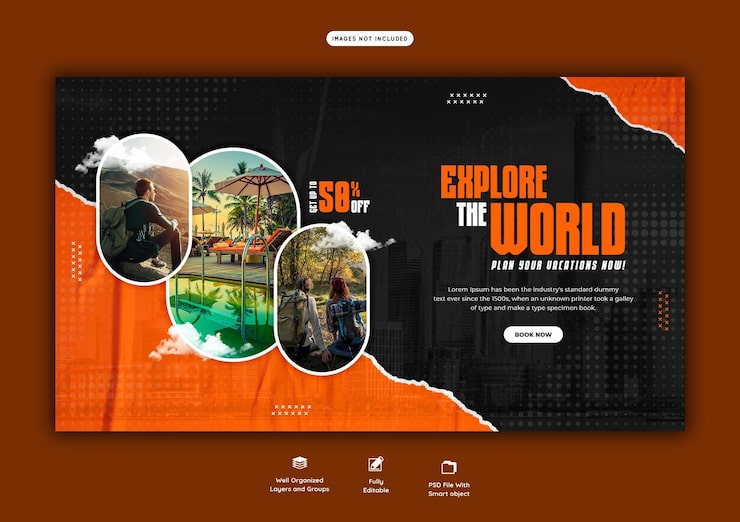 IMAGES NOT INCLUDED
GET UP TO
50%
OFF
EXPLORE
THE WORLD
PLAN YOUR VACATIONS NOW!
Lorem Ipsum has been the industry's standard dummy
text ever since the 1500s, when an unknown printer took a galley
of type and make a type specimen book.
BOOK NOW
Well Organized
Layers and Groups
Fully
Editable
PSD File With
Smart object